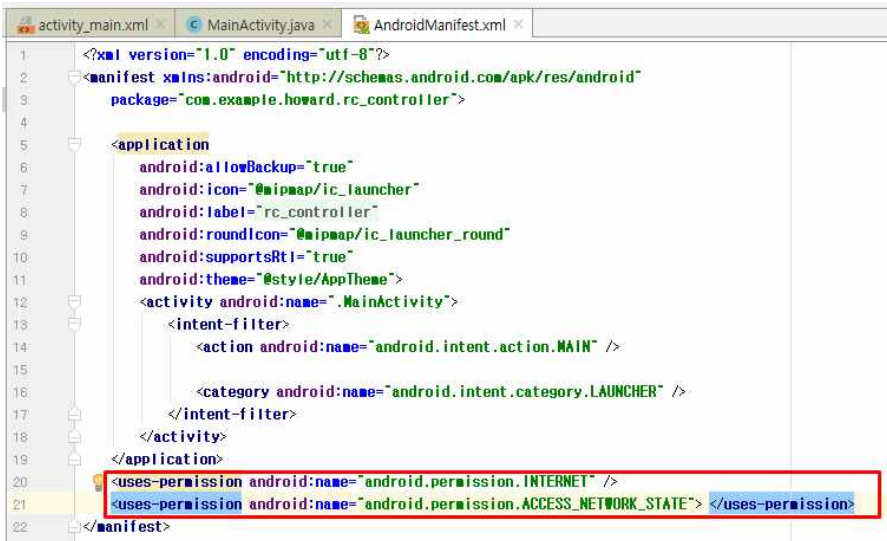 activity_main.xml × MainActivity.java × AndroidManifest.xml ×
1 <?xml version="1.0" encoding="utf-8"?>
2 <manifest xmlns:android="http://schemas.android.com/apk/res/android"
3 package="com.example.howard.rc_controller">
4
5 <application
6 android:allowBackup="true"
7 android:icon="@mipmap/ic_launcher"
8 android:label="rc_controller"
9 android:roundIcon="@mipmap/ic_launcher_round"
10 android:supportsRtl="true"
11 android:theme="@style/AppTheme">
12 <activity android:name=".MainActivity">
13 <intent-filter>
14 <action android:name="android.intent.action.MAIN" />
15
16 <category android:name="android.intent.category.LAUNCHER" />
17 </intent-filter>
18 </activity>
19 </application>
20 <uses-permission android:name="android.permission.INTERNET" />
21 <uses-permission android:name="android.permission.ACCESS_NETWORK_STATE"> </uses-permission>
22 </manifest>